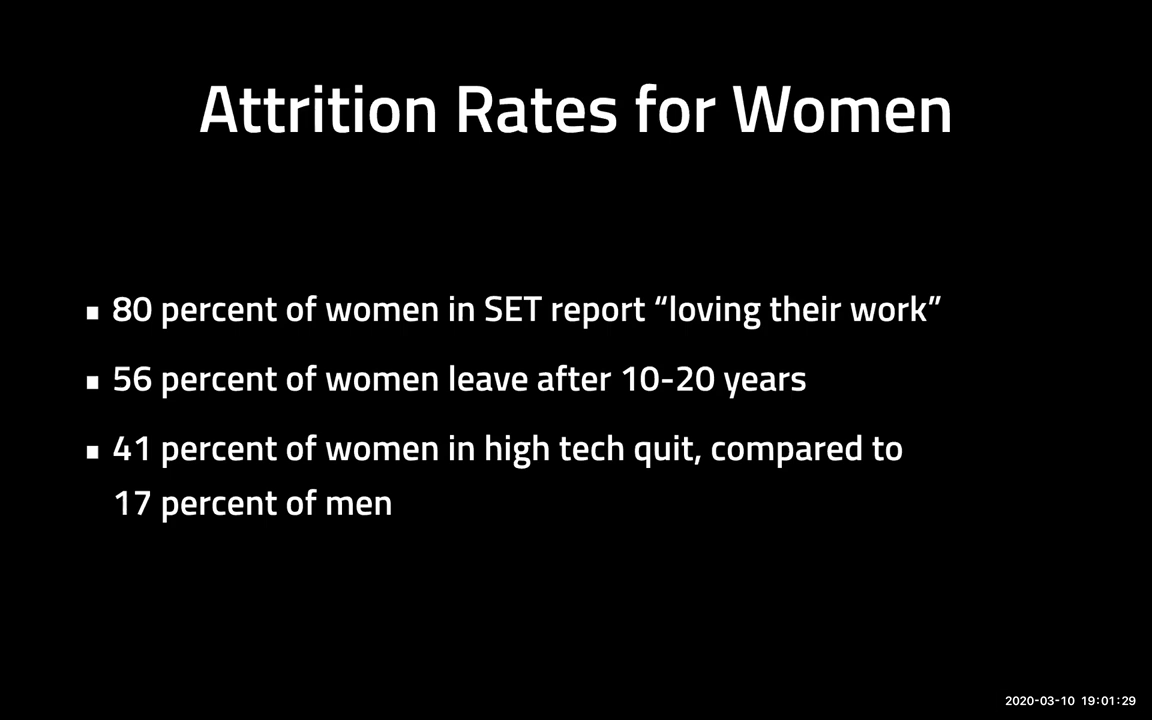 Attrition Rates for Women
▪ 80 percent of women in SET report “loving their work”
▪ 56 percent of women leave after 10-20 years
▪ 41 percent of women in high tech quit, compared to
17 percent of men
2020-03-10 19:01:29